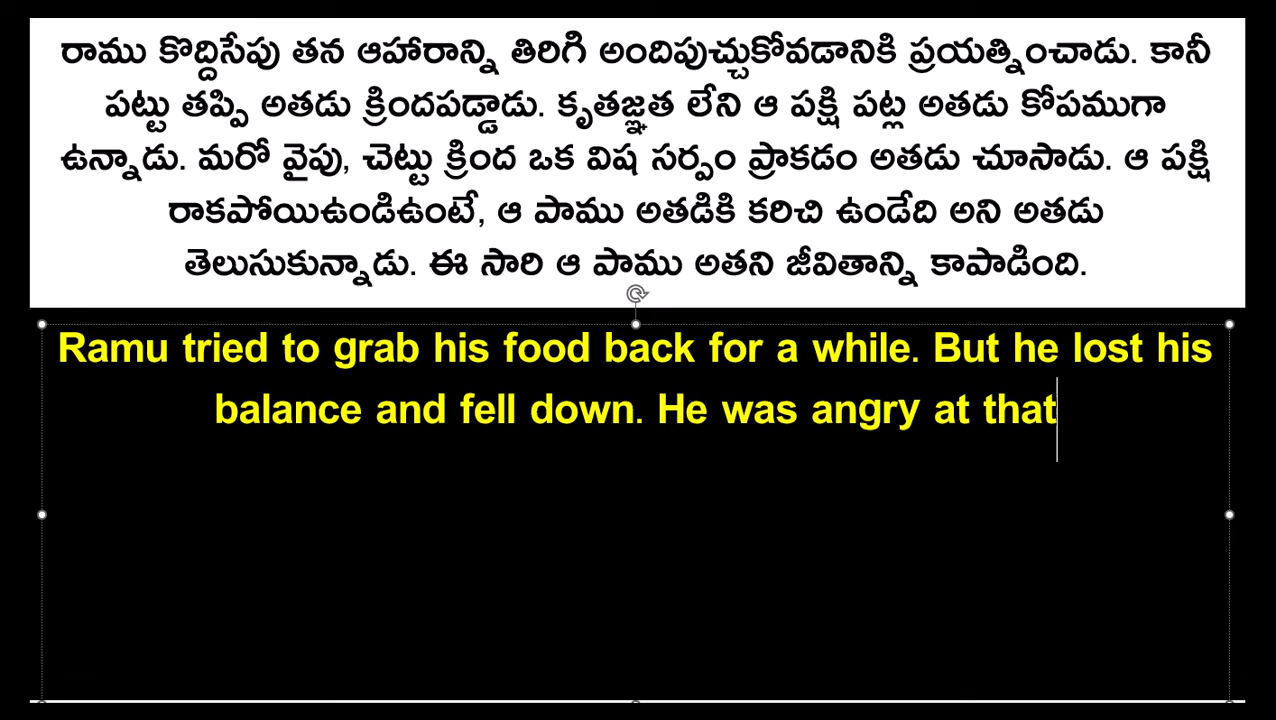 రాము కొద్దిసేపు తన ఆహారాన్ని తిరిగి అందిపుచ్చుకోవడానికి ప్రయత్నించాడు. కానీ
పట్టు తప్పి అతడు క్రిందపడ్డాడు. కృతజ్ఞత లేని ఆ పక్షి పట్ల అతడు కోపముగా
ఉన్నాడు. మరో వైపు, చెట్టు క్రింద ఒక విష సర్పం ప్రాకడం అతడు చూసాడు. ఆ పక్షి
రాకపోయిఉండిఉంటే, ఆ పాము అతడికి కరిచి ఉండేది అని అతడు
తెలుసుకున్నాడు. ఈ సారి ఆ పాము అతని జీవితాన్ని కాపాడింది.
Ramu tried to grab his food back for a while. But he lost his
balance and fell down. He was angry at that